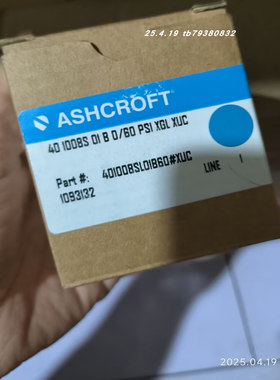 25.4.19 tb79380832
ASHCROFT
40 1008S 01 B 0/60 PSI XGL XUC
Part #: 401008SL01B60#XUC LINE 1
1093132
2025.04.19